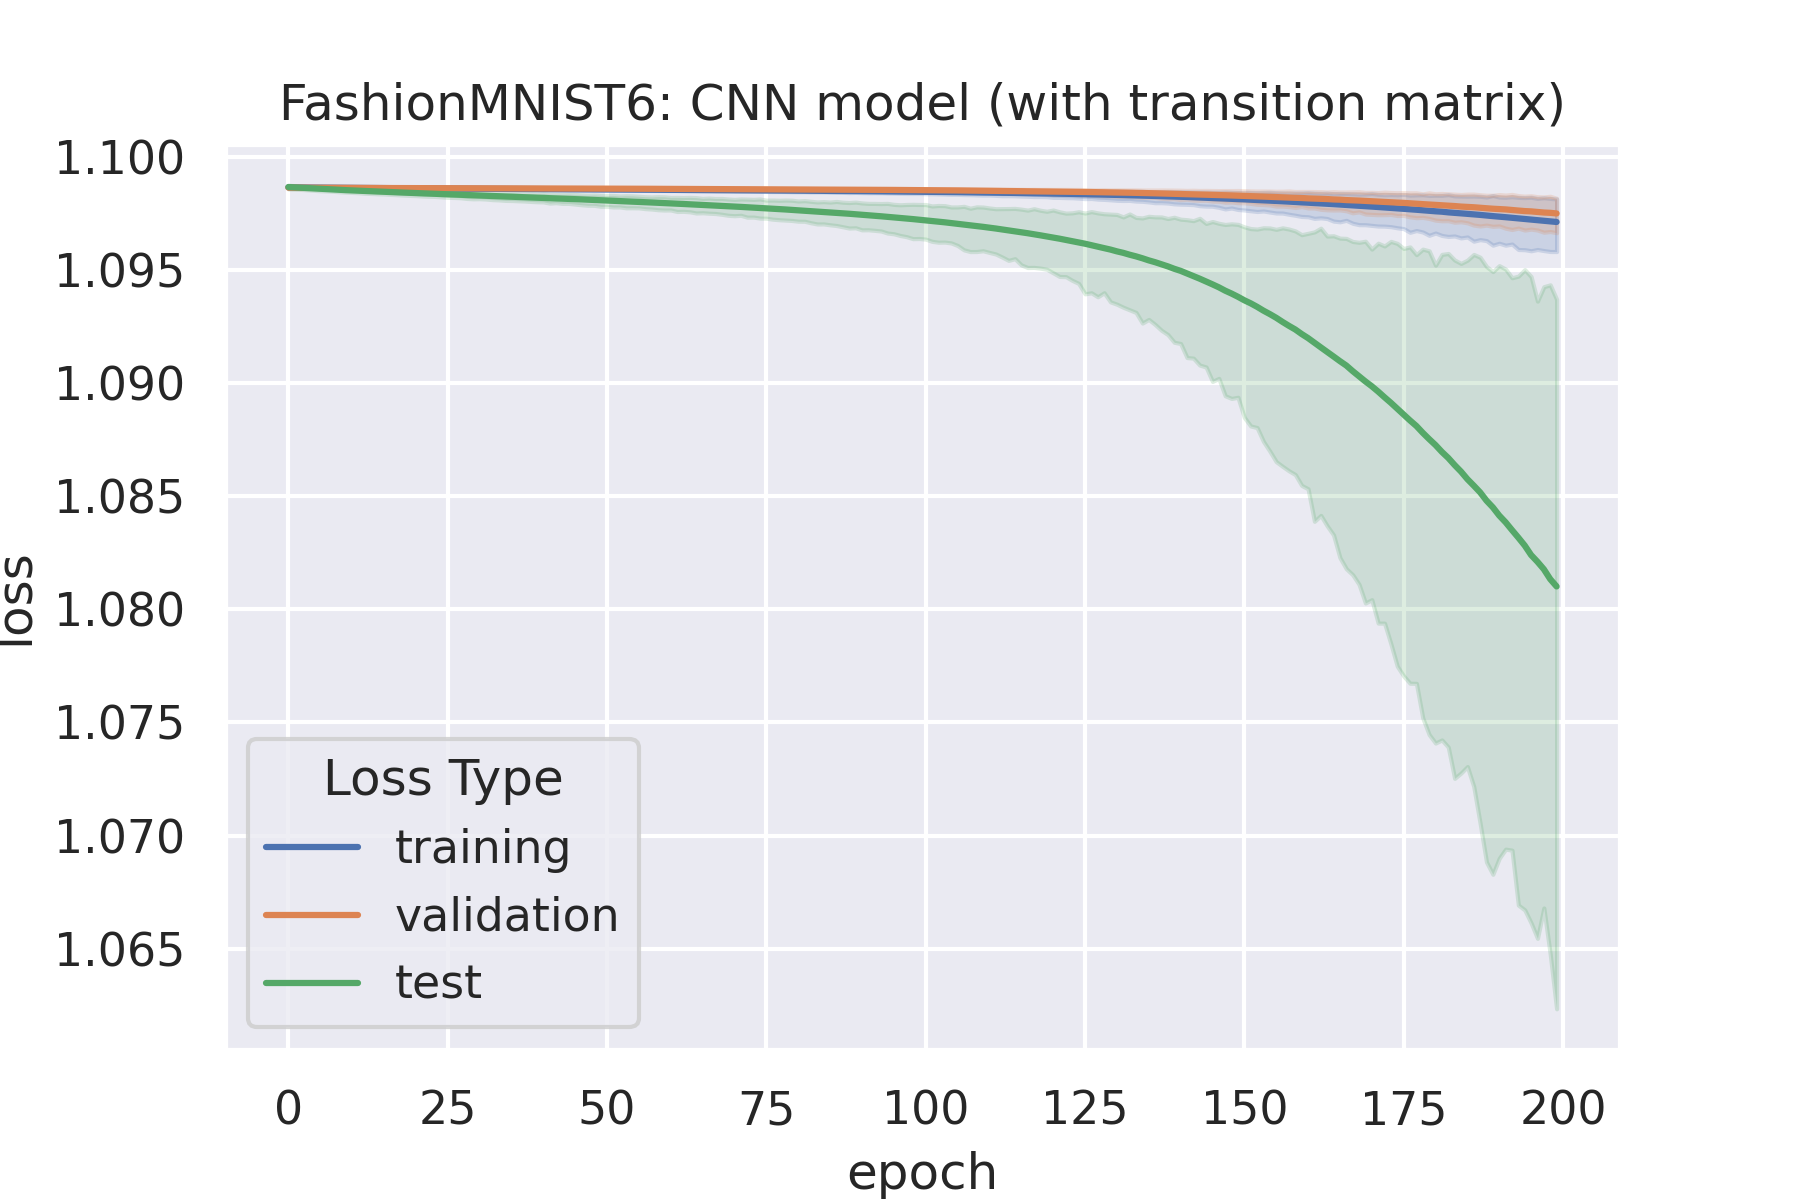 FashionMNIST6: CNN model (with transition matrix)
1.100
1.095
1.090
1.085
1.080
1.075
1.070
1.065
loss
Loss Type
training
validation
test
0 25 50 75 100 125 150 175 200
epoch